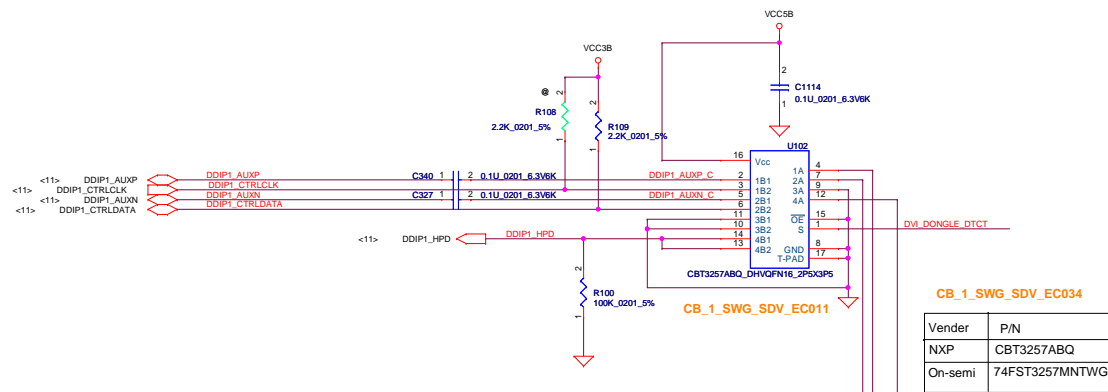 VCC5B
VCC3B
2
C1114
0.1U_0201_6.3V6K
1
@
2
R108
2.2K_0201_5%
1
2
R109
2.2K_0201_5%
1
U102
16
Vcc
1A
4
2A
7
3A
9
4A
12
<11> DDIP1_AUXP DDIP1_AUXP C340 1 2 0.1U_0201_6.3V6K DDIP1_AUXP_C 2 1B1
<11> DDIP1_CTRLCLK DDIP1_CTRLCLK 3 1B2
<11> DDIP1_AUXN DDIP1_AUXN C327 1 2 0.1U_0201_6.3V6K DDIP1_AUXN_C 5 2B1
<11> DDIP1_CTRLDATA DDIP1_CTRLDATA 6 2B2
11 3B1 OE 15
10 3B2 S 1 DVI_DONGLE_DTCT
<11> DDIP1_HPD DDIP1_HPD 14 4B1
13 4B2 GND 8
T-PAD 17
CBT3257ABQ_DHVQFN16_2P5X3P5
2
R100
100K_0201_5%
1
CB_1_SWG_SDV_EC011
CB_1_SWG_SDV_EC034
Vender P/N
NXP CBT3257ABQ
On-semi 74FST3257MNTWG